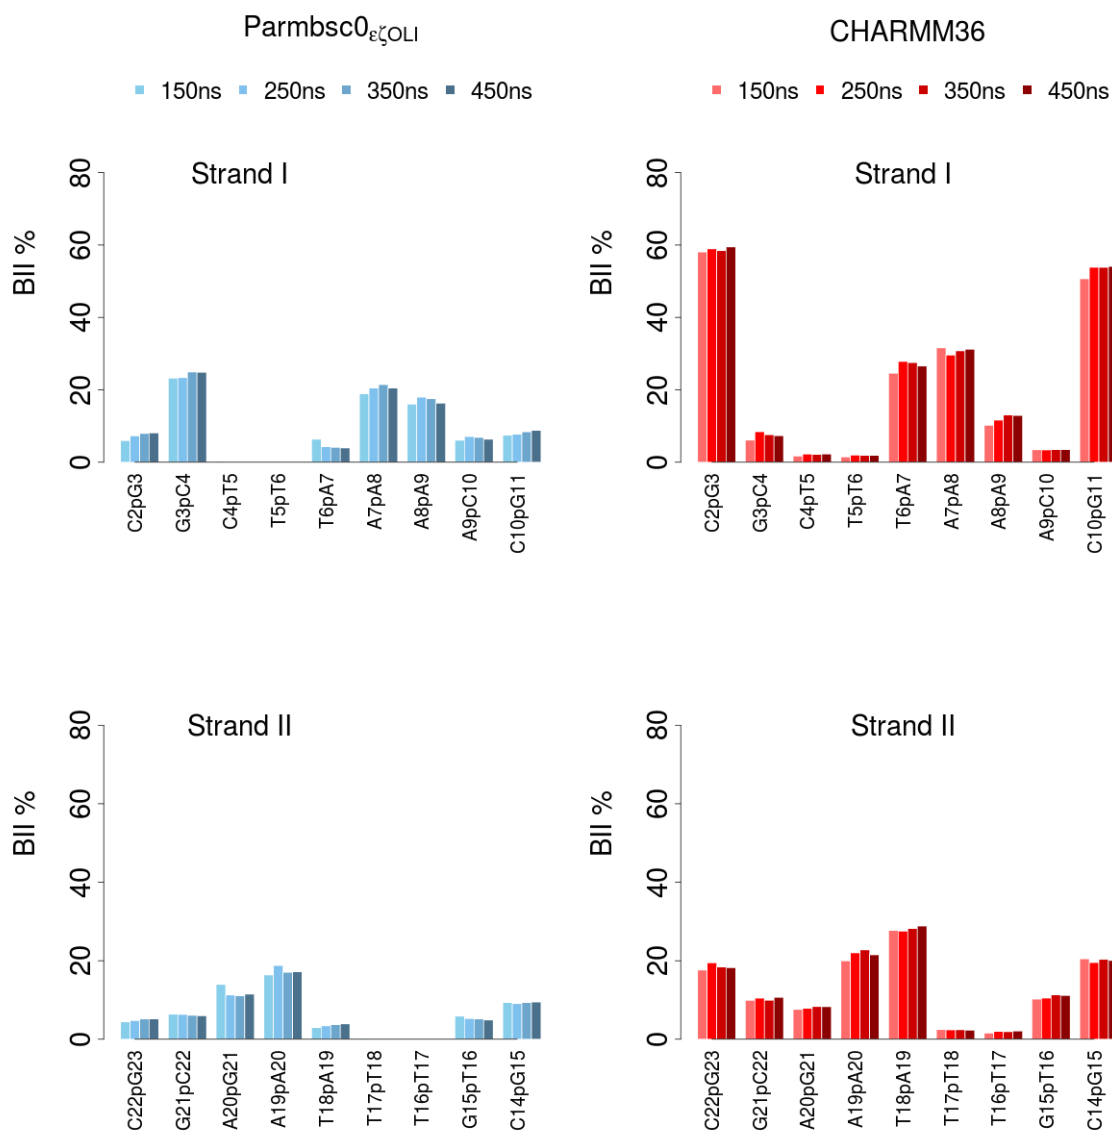 Parmbsc0εζOLI
CHARMM36
150ns 250ns 350ns 450ns
150ns 250ns 350ns 450ns
Strand I
BII %
80
60
40
20
0
C2pG3
G3pC4
C4pT5
T5pT6
T6pA7
A7pA8
A8pA9
A9pC10
C10pG11
Strand I
BII %
80
60
40
20
0
C2pG3
G3pC4
C4pT5
T5pT6
T6pA7
A7pA8
A8pA9
A9pC10
C10pG11
Strand II
BII %
80
60
40
20
0
C22pG23
G21pC22
A20pG21
A19pA20
T18pA19
T17pT18
T16pT17
G15pT16
C14pG15
Strand II
BII %
80
60
40
20
0
C22pG23
G21pC22
A20pG21
A19pA20
T18pA19
T17pT18
T16pT17
G15pT16
C14pG15